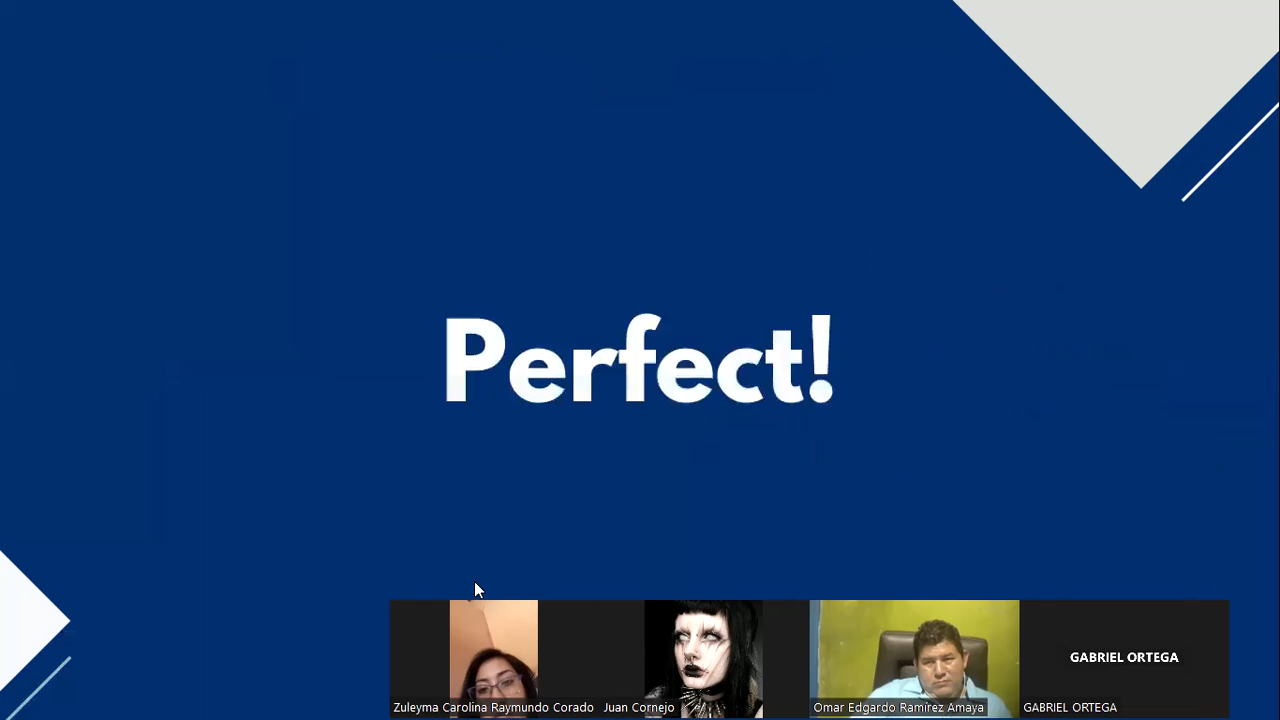 Perfect!
GABRIEL ORTEGA
Zuleyma Carolina Raymundo Corado
Juan Cornejo
Omar Edgardo Ramírez Amaya
GABRIEL ORTEGA